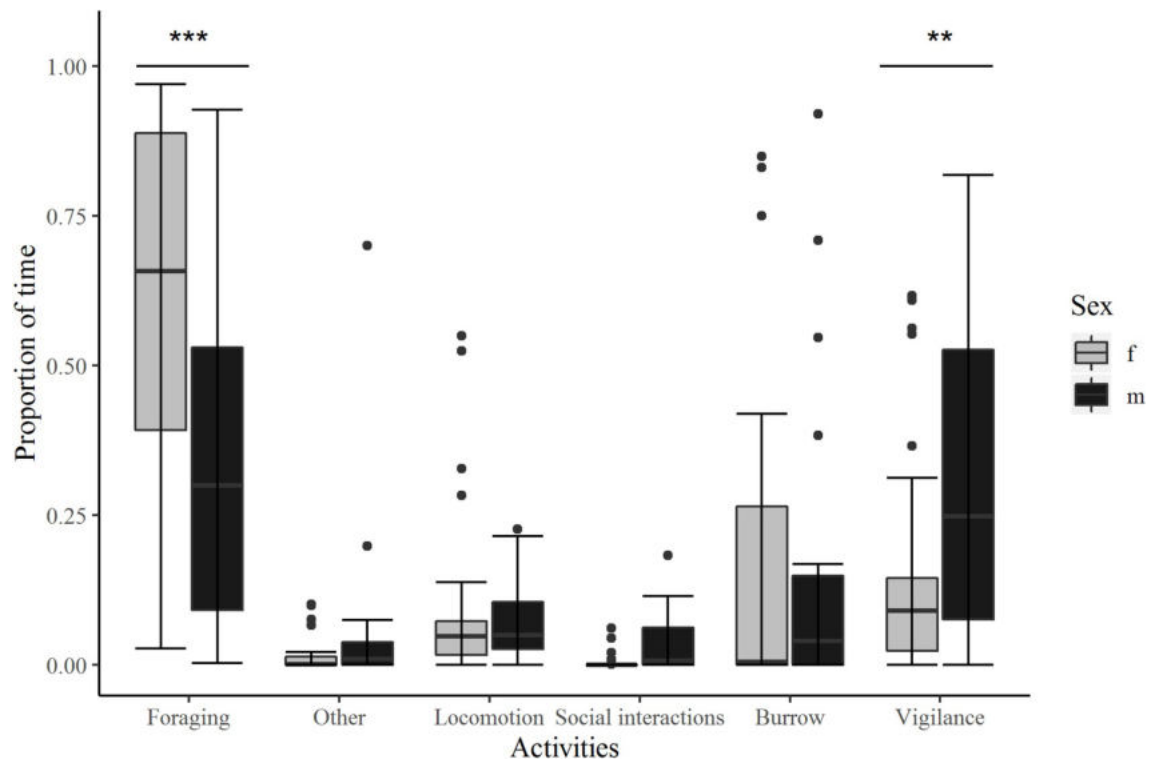 ***
**
1.00
0.75
0.50
0.25
0.00
Proportion of time
Foraging
Other
Locomotion
Social interactions
Burrow
Vigilance
Activities
Sex
f
m